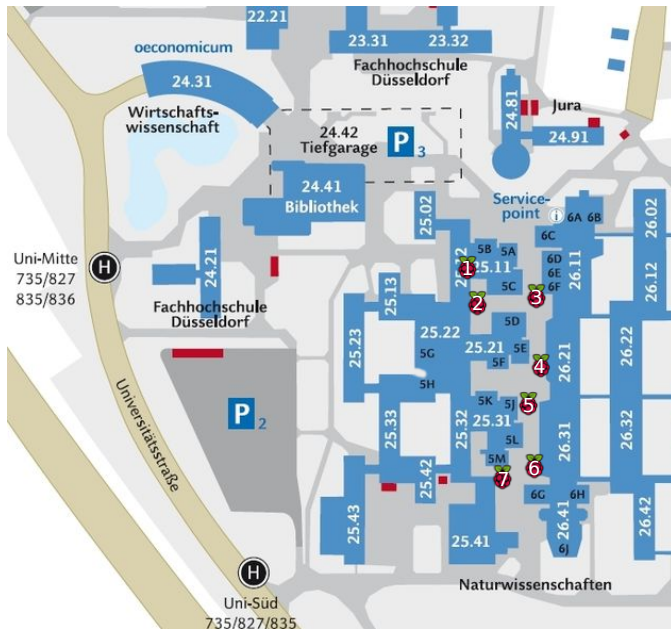 22.21
23.31
23.32
oeconomicum
24.31
Fachhochschule
Düsseldorf
Wirtschafts-
wissenschaft
24.42
Tiefgarage
P 3
24.81
Jura
24.91
24.41
Bibliothek
Service-
point
i
25.02
6A
6B
26.02
6C
Uni-Mitte
735/827
835/836
H
24.21
Fachhochschule
Düsseldorf
5B
5A
1
25.11
5C
6D
6E
6F
26.11
26.12
25.13
2
3
25.22
5D
25.23
5G
25.21
5E
5F
4
26.21
26.22
5H
P 2
5K
5J
5
25.33
25.32
25.31
5L
26.31
26.32
Universitätsstraße
5M
6
7
25.42
6G
6H
25.43
25.41
26.41
26.42
6J
H
Uni-Süd
735/827/835
Naturwissenschaften